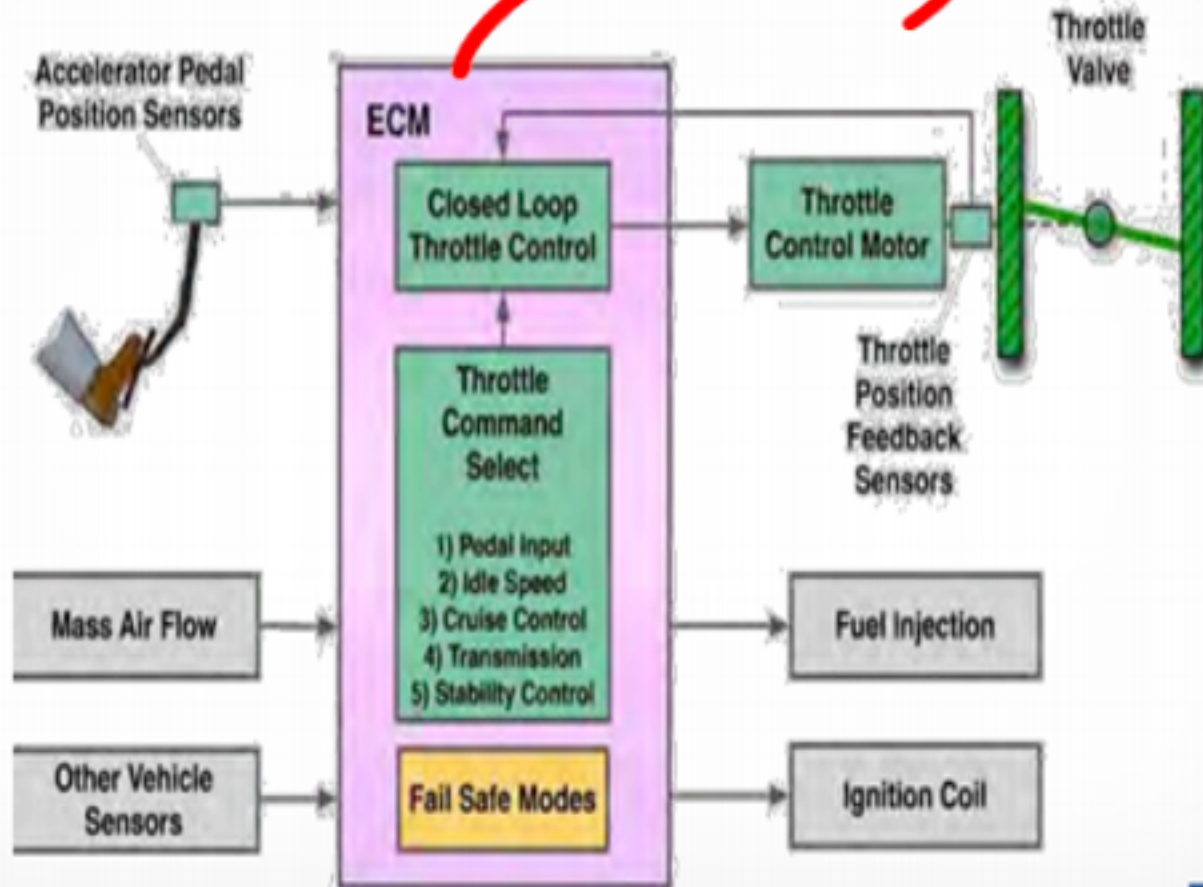 Accelerator Pedal
Position Sensors
ECM
Closed Loop
Throttle Control
Throttle
Command
Select
1) Pedal Input
2) Idle Speed
3) Cruise Control
4) Transmission
5) Stability Control
Fail Safe Modes
Mass Air Flow
Other Vehicle
Sensors
Throttle
Control Motor
Throttle
Valve
Throttle
Position
Feedback
Sensors
Fuel Injection
Ignition Coil